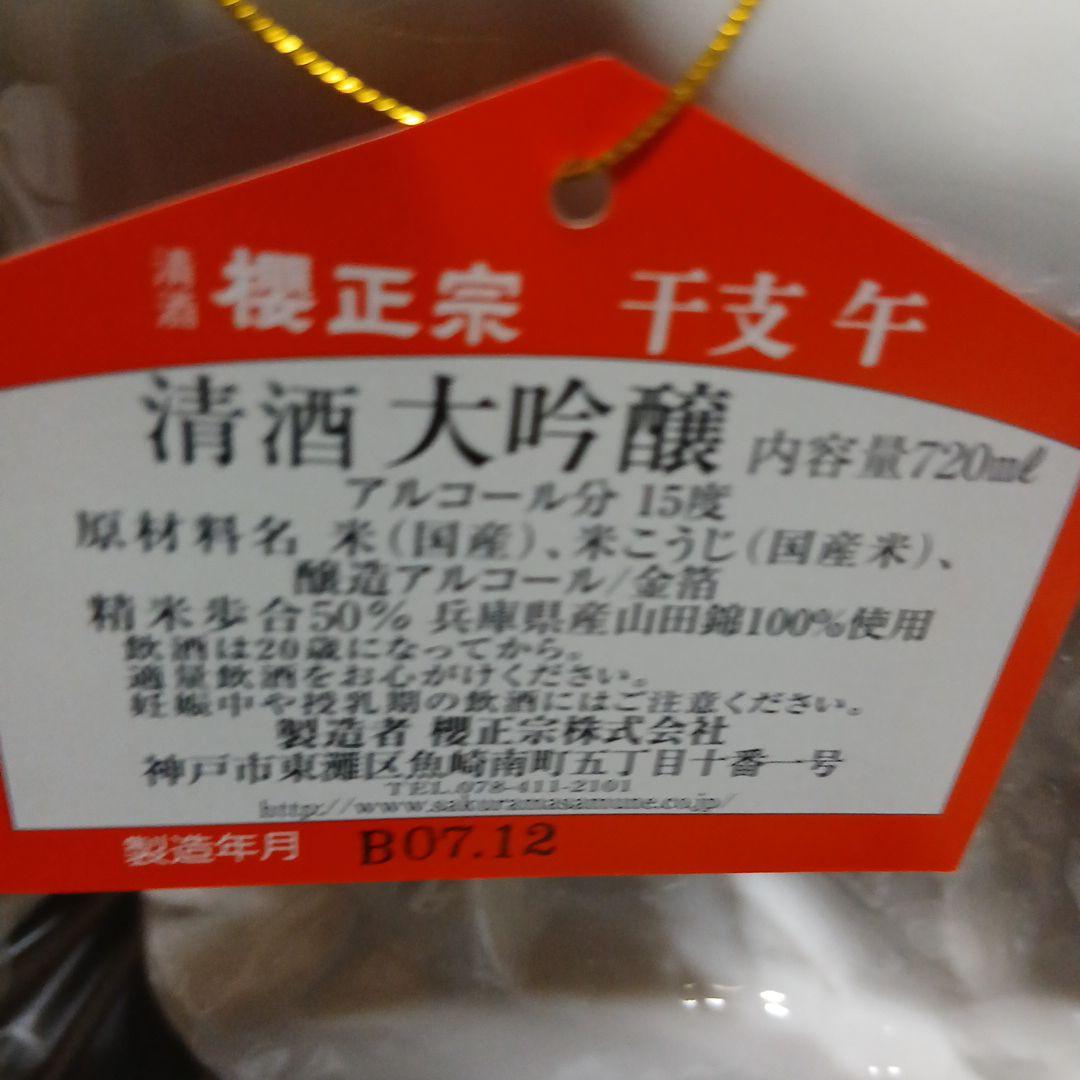 清酒 櫻正宗 干支 午
清酒 大吟醸 内容量720mℓ
アルコール分 15度
原材料名 米(国産)、米こうじ(国産米)、
醸造アルコール/金箔
精米歩合50% 兵庫県産山田錦100%使用
飲酒は20歳になってから。
適量飲酒をお心がけください。
妊娠中や授乳期の飲酒にはご注意ください。
製造者 櫻正宗株式会社
神戸市東灘区魚崎南町五丁目十番一号
TEL.078-411-2101
http://www.sakuramasamune.co.jp/
製造年月 B07.12